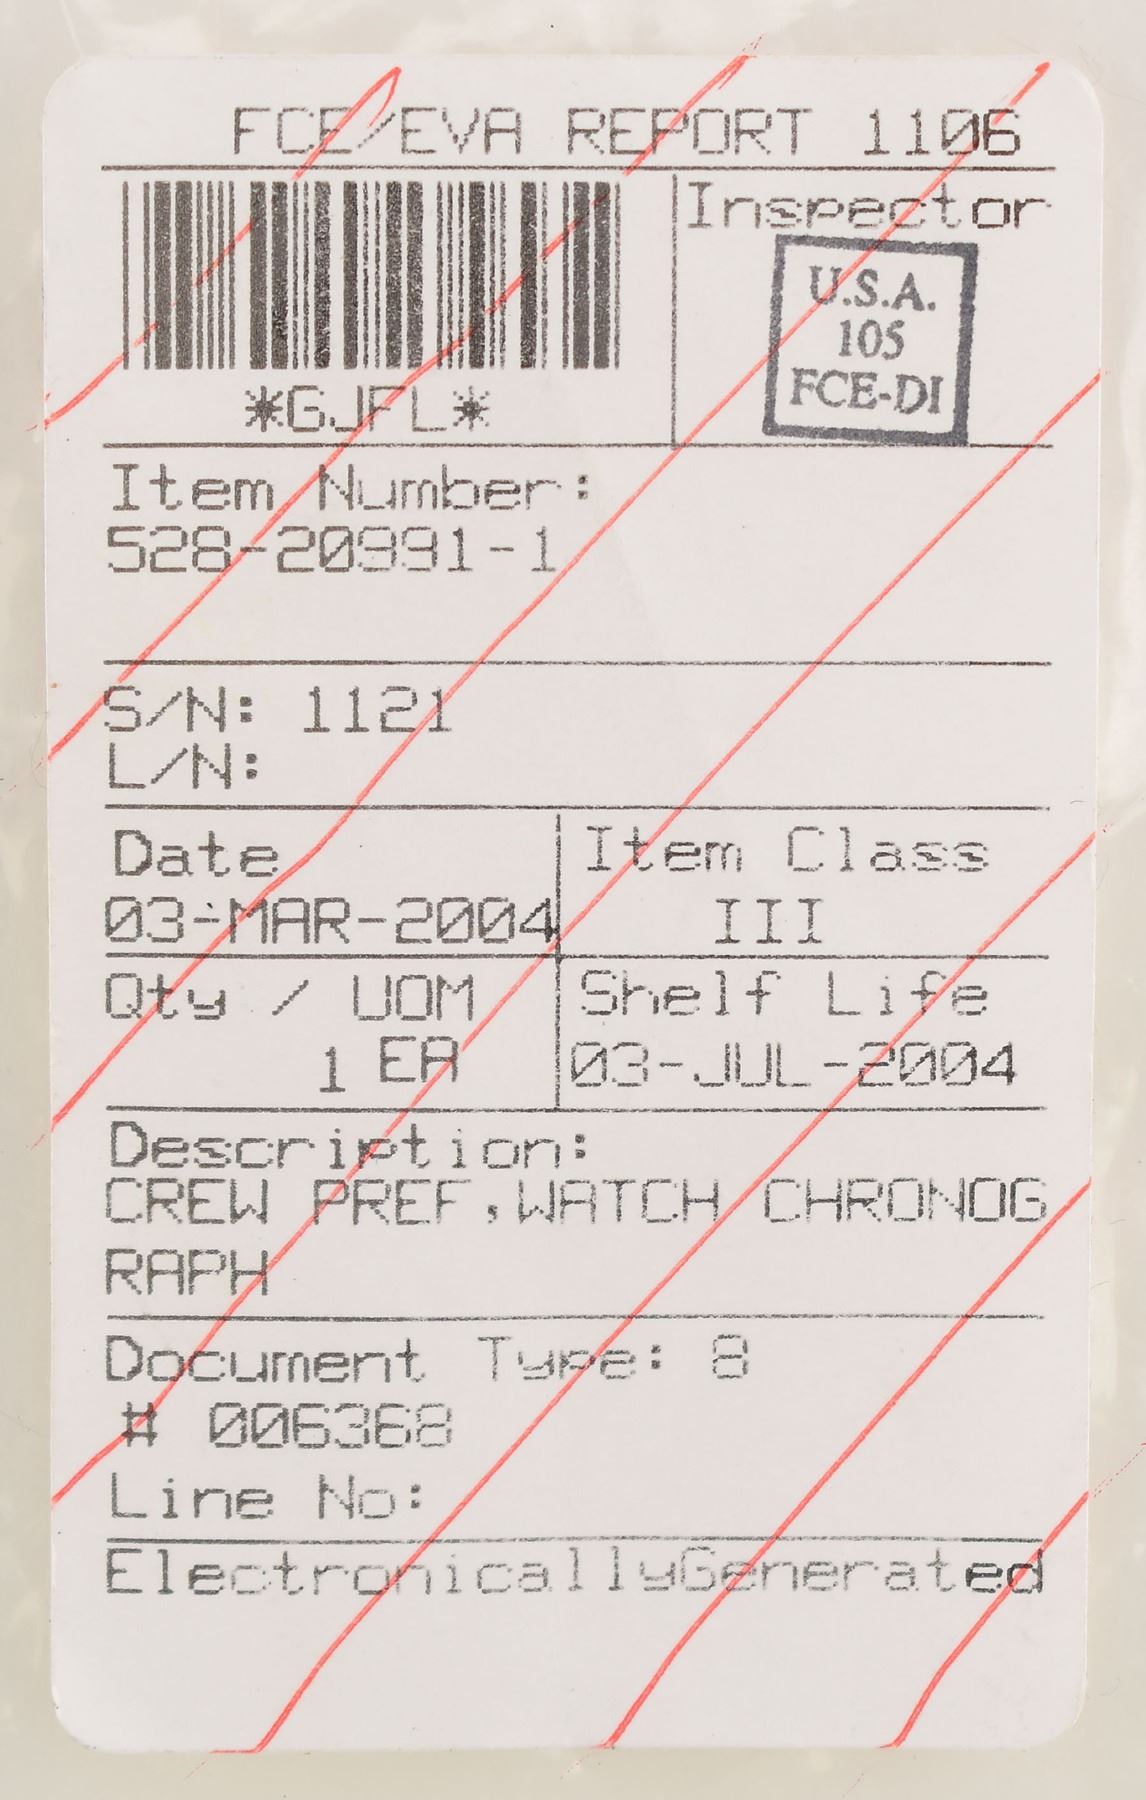 FCE/EVA REPORT 1106
Inspector
U.S.A.
105
FCE-DI
*GJFL*
Item Number:
528-20991-1
S/N: 1121
L/N:
Date
03-MAR-2004
Item Class
III
Qty / UOM
1 EA
Shelf Life
03-JUL-2004
Description:
CREW PREF,WATCH CHRONOG
RAPH
Document Type: 8
# 006368
Line No:
ElectronicallyGenerated